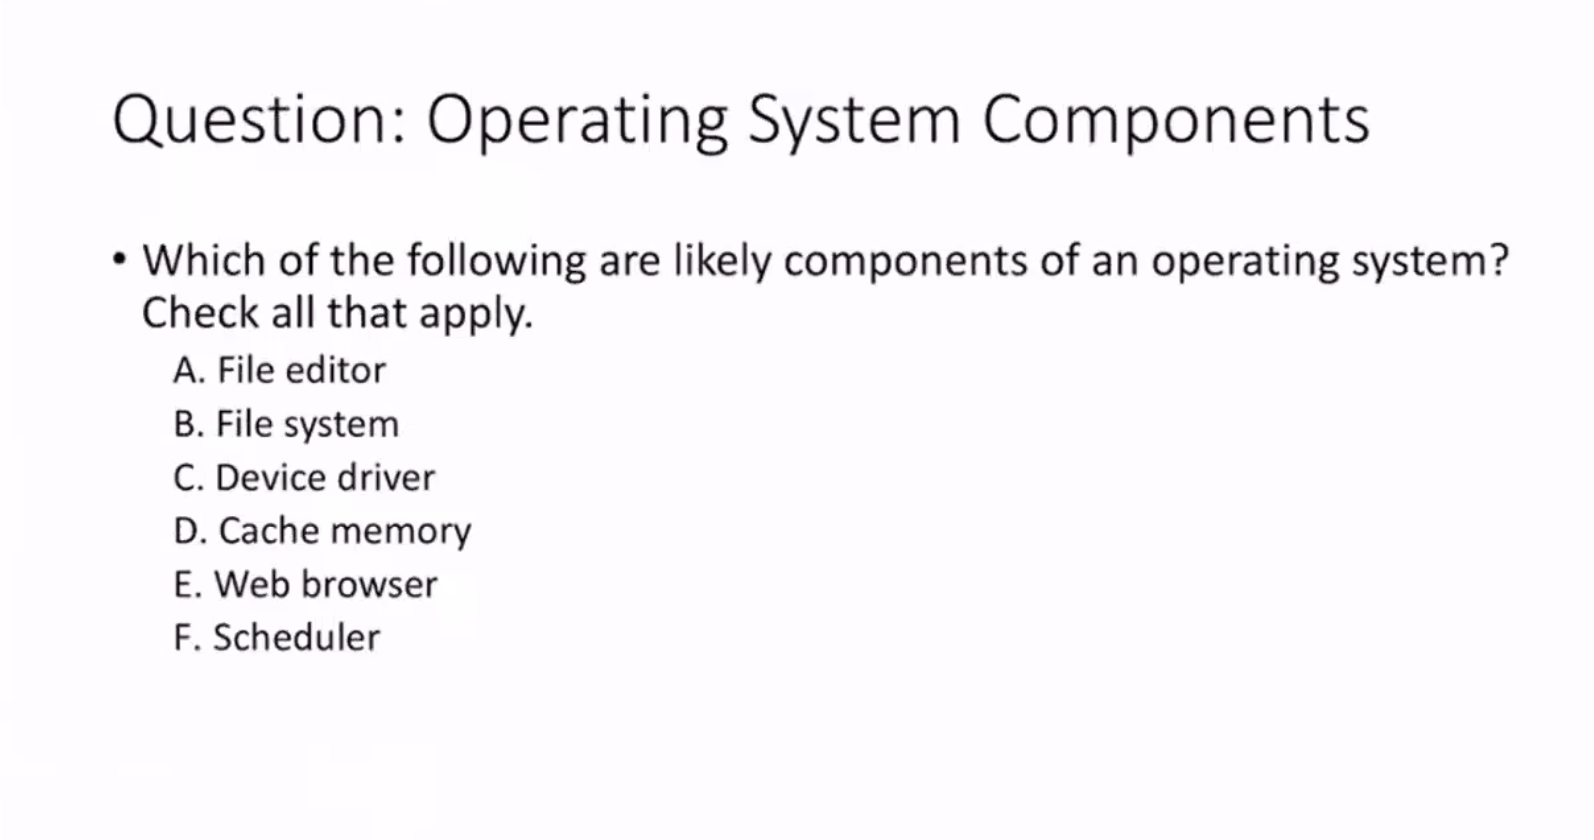 Question: Operating System Components
• Which of the following are likely components of an operating system?
Check all that apply.
A. File editor
B. File system
C. Device driver
D. Cache memory
E. Web browser
F. Scheduler